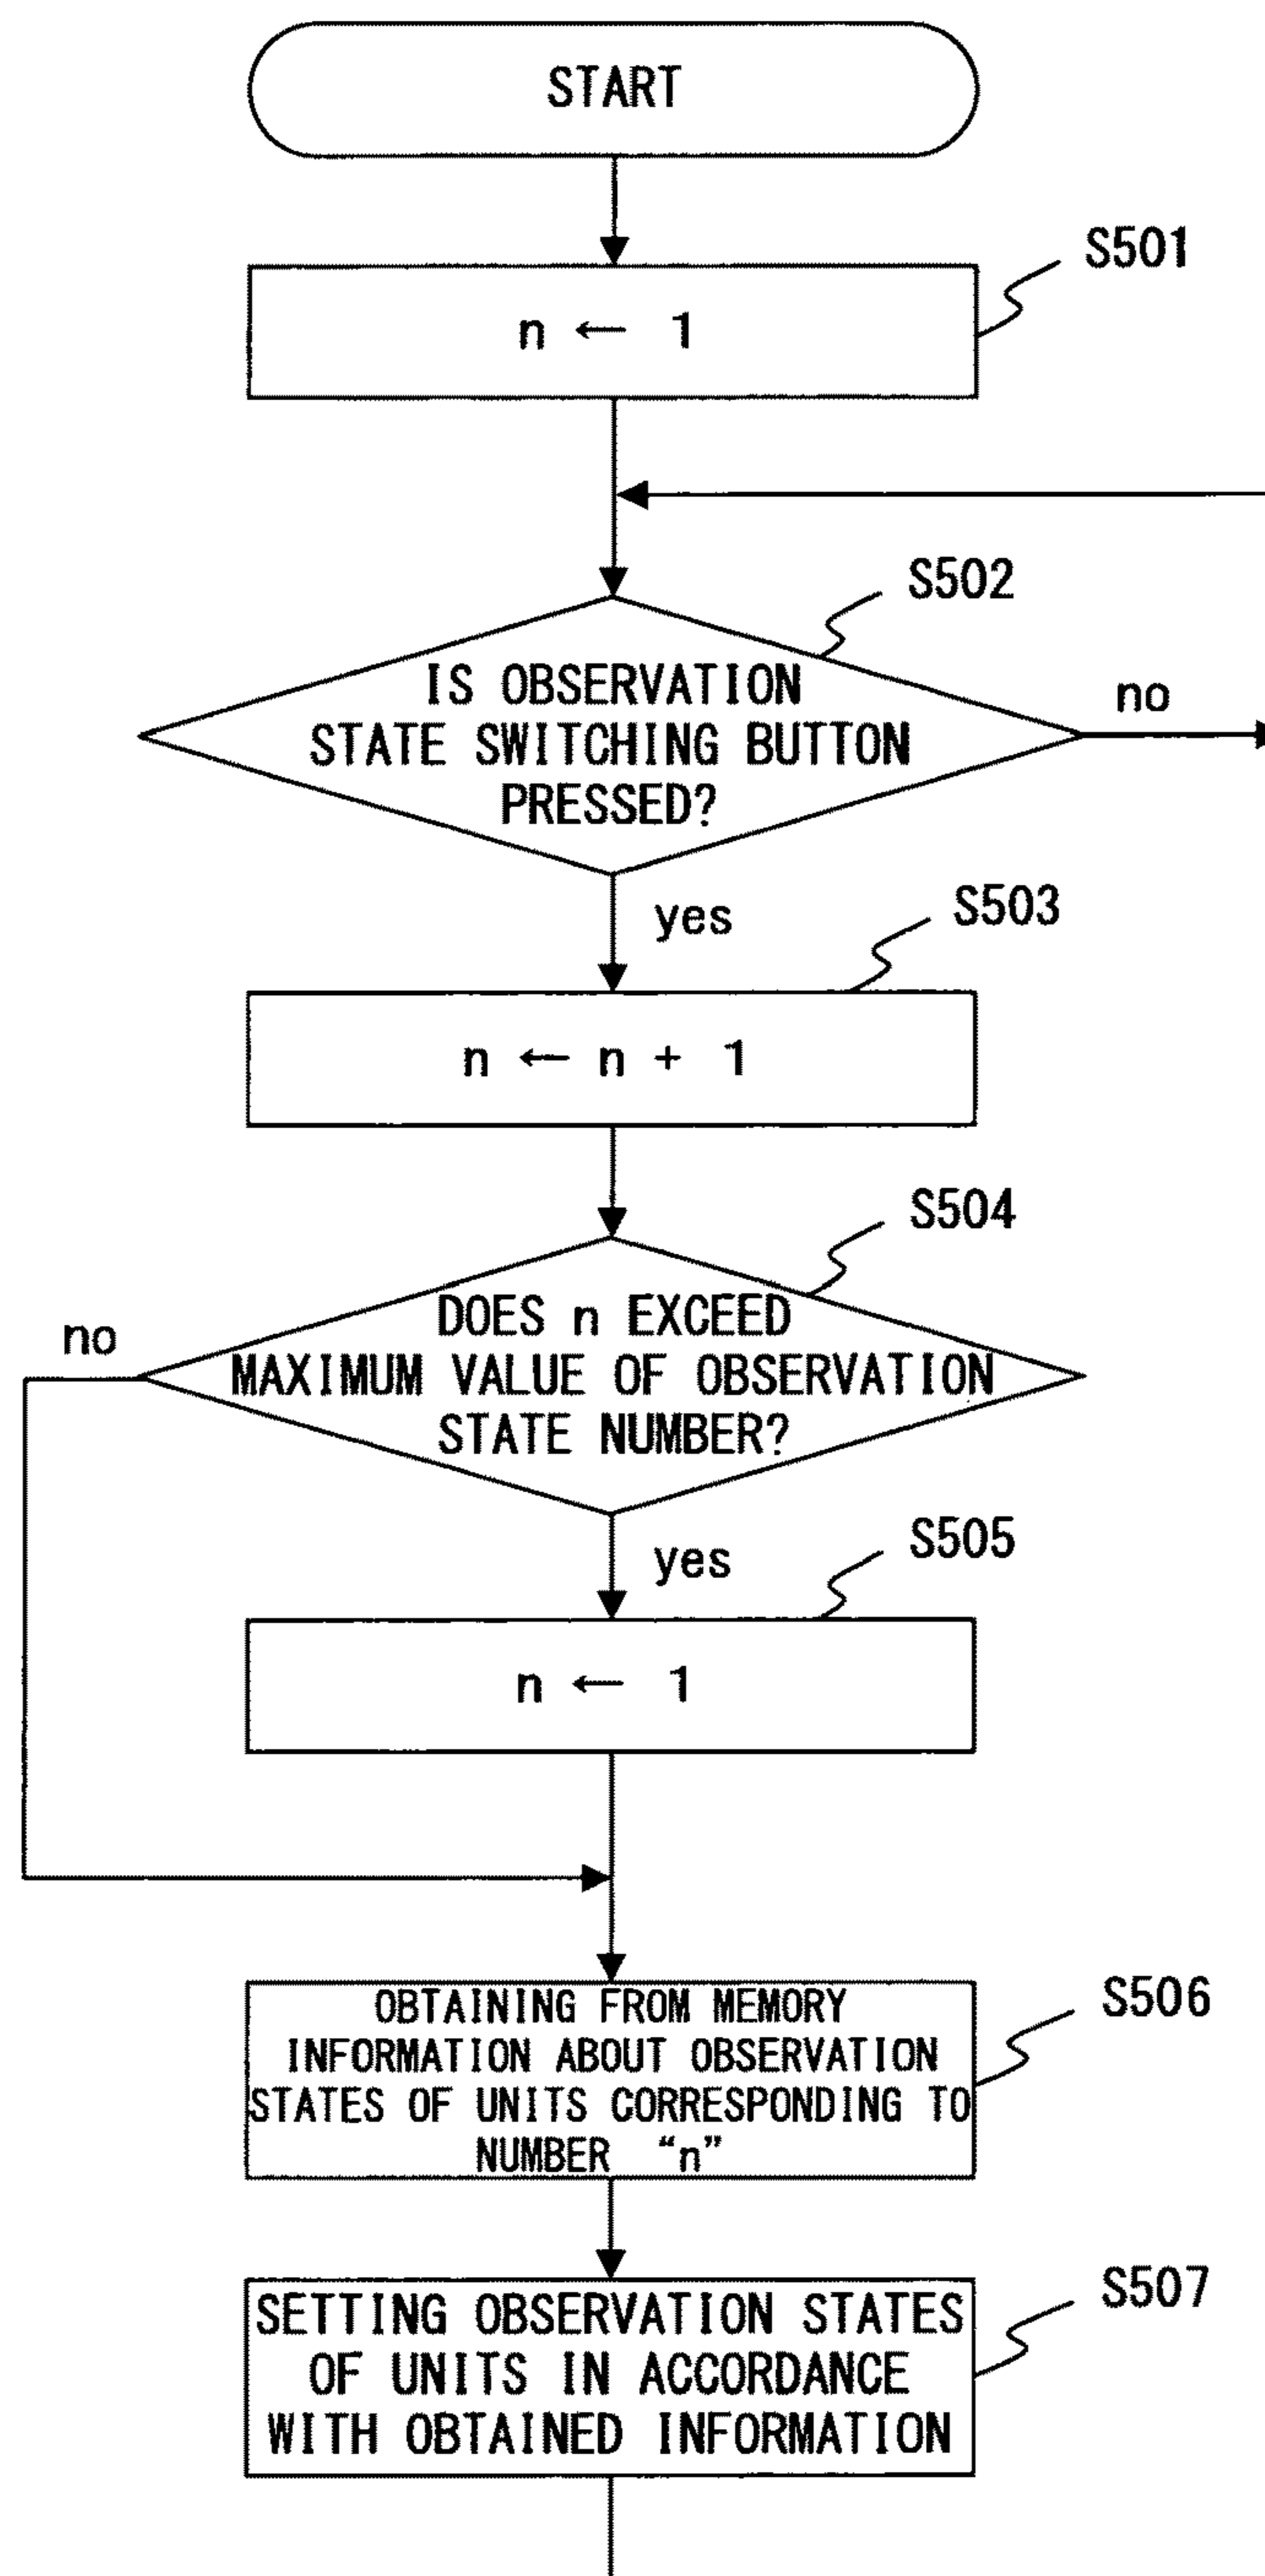 START
S501
n ← 1
S502
IS OBSERVATION
STATE SWITCHING BUTTON
PRESSED?
no
yes
S503
n ← n + 1
S504
DOES n EXCEED
MAXIMUM VALUE OF OBSERVATION
STATE NUMBER?
no
yes
S505
n ← 1
S506
OBTAINING FROM MEMORY
INFORMATION ABOUT OBSERVATION
STATES OF UNITS CORRESPONDING TO
NUMBER “n”
S507
SETTING OBSERVATION STATES
OF UNITS IN ACCORDANCE
WITH OBTAINED INFORMATION